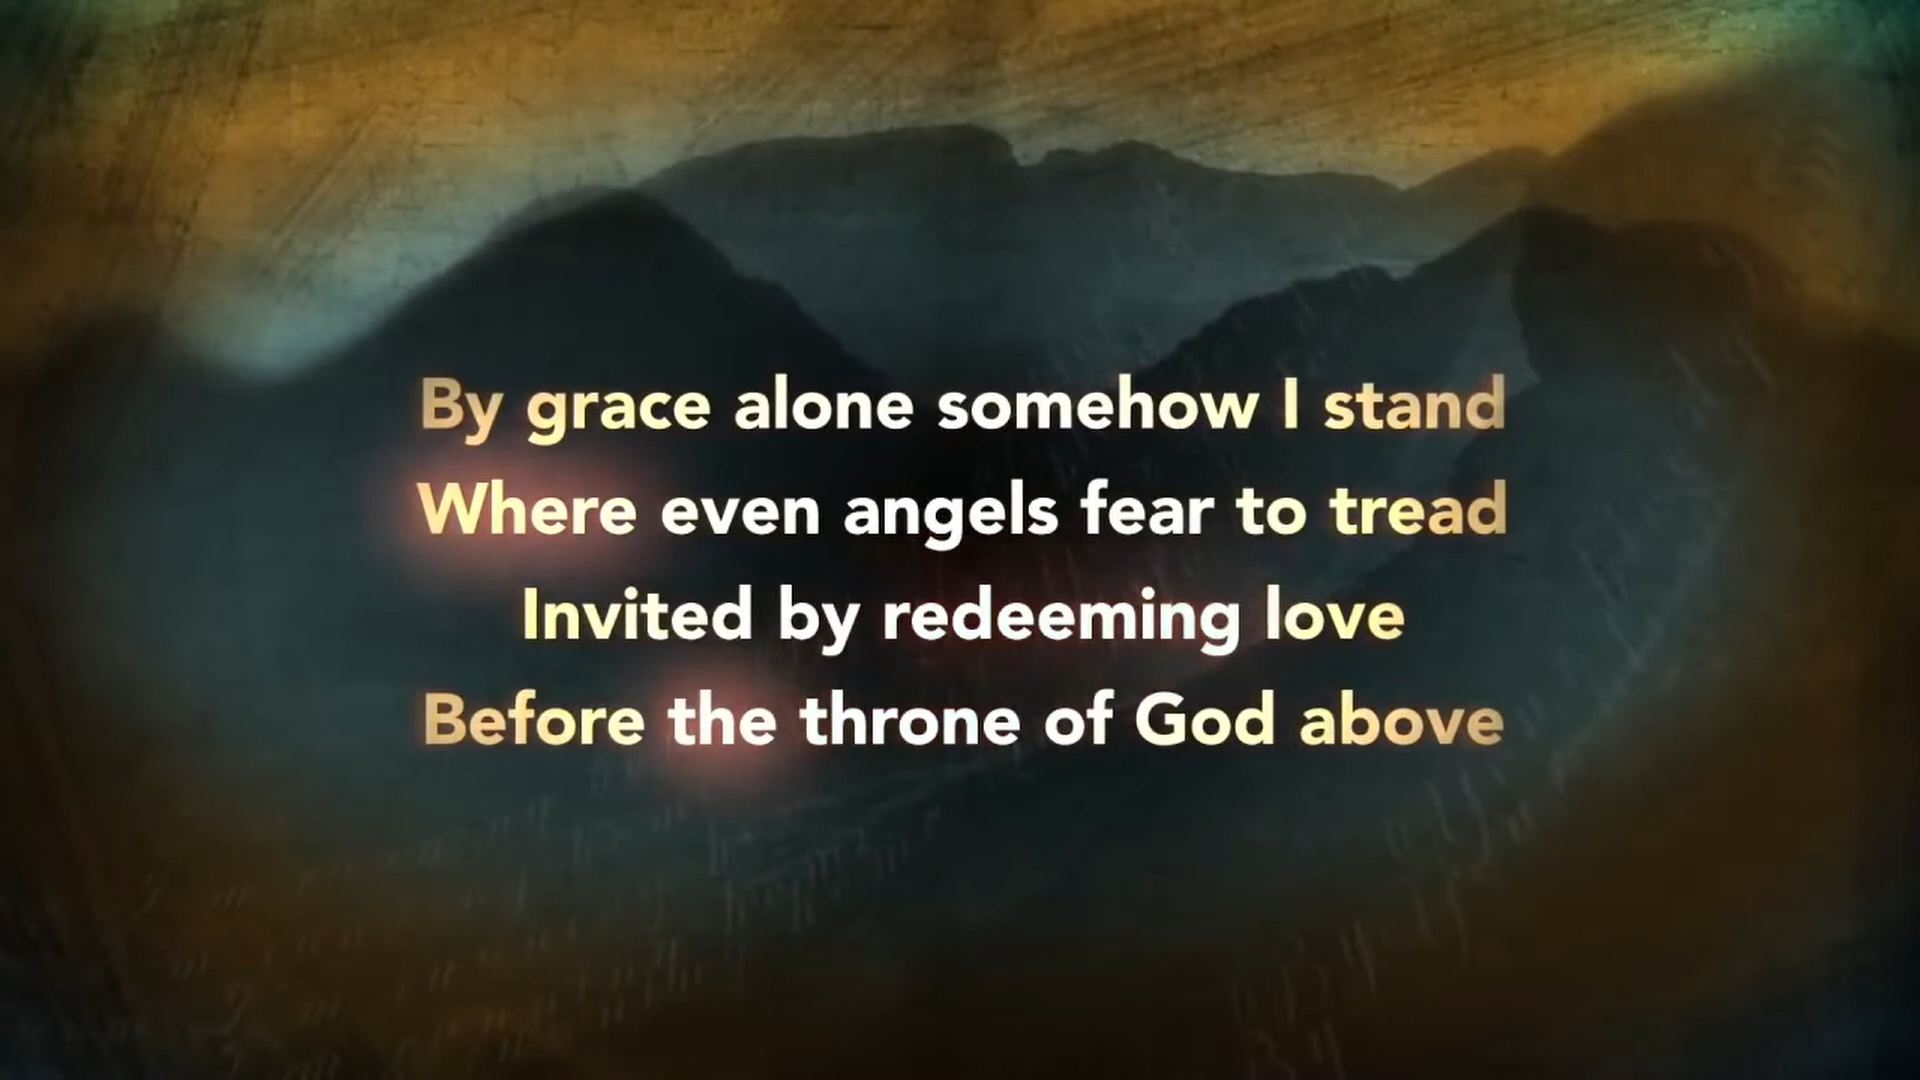 By grace alone somehow I stand
Where even angels fear to tread
Invited by redeeming love
Before the throne of God above